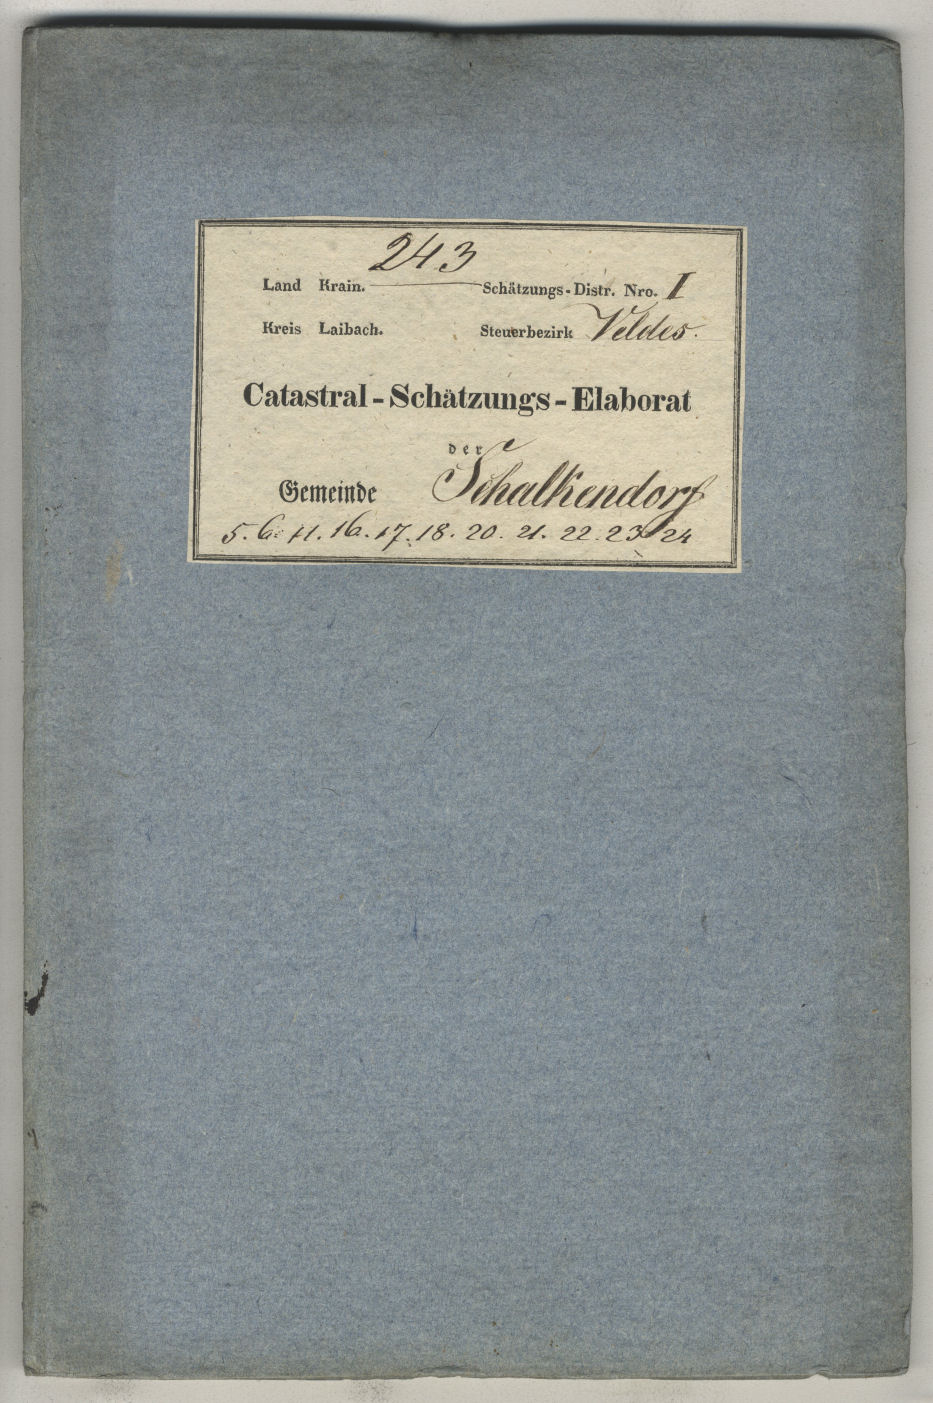 243
Land Krain. Schätzungs-Distr. Nro. I
Kreis Laibach. Steuerbezirk Veldes.
Catastral-Schätzungs-Elaborat
der
Gemeinde Schalkendorf
5. 6. 11. 16. 17. 18. 20. 21. 22. 23. 24